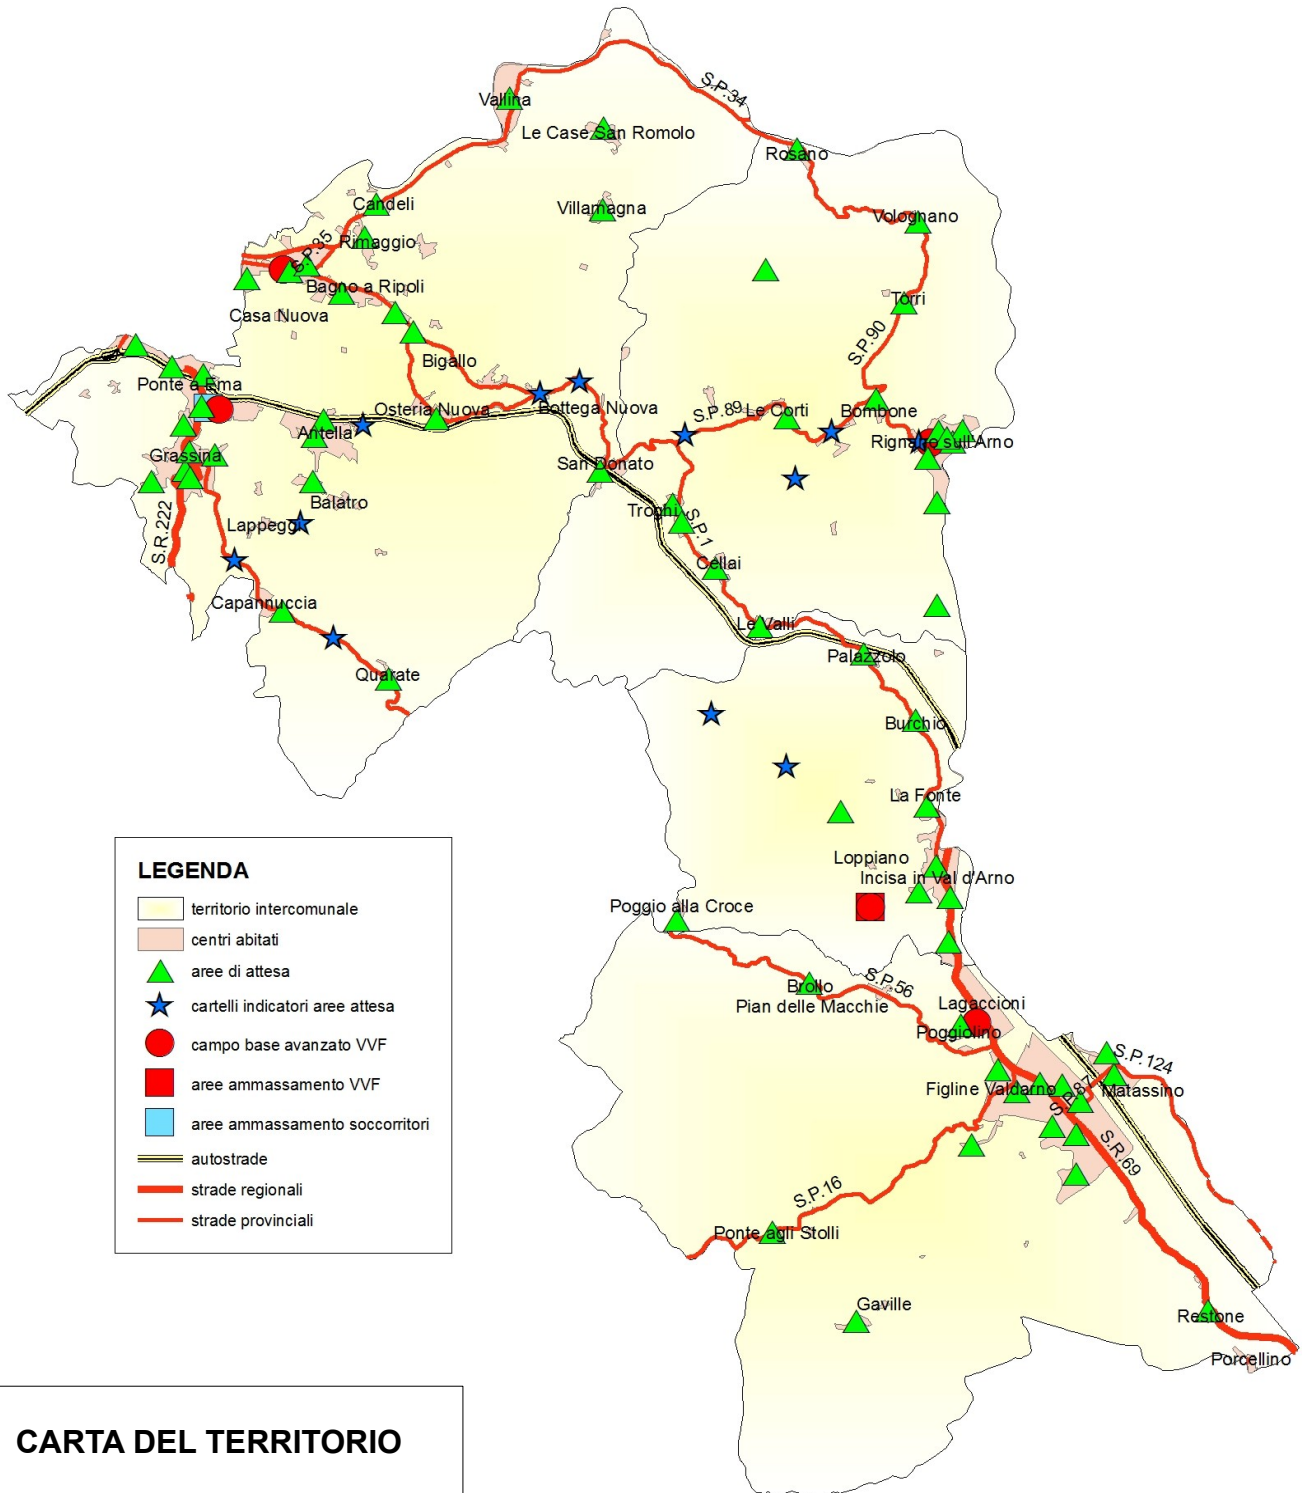 S.P.34
Vallina
Le Case San Romolo
Rosano
Candeli
Villamagna
Volognano
Rimaggio
S.P.35
Bagno a Ripoli
Casa Nuova
Torri
S.P.90
Bigallo
Ponte a Ema
Osteria Nuova
Bottega Nuova
S.P.89
Le Corti
Bombone
Antella
Rignano sull'Arno
Grassina
San Donato
Balatro
Troghi
S.P.1
Lappeggi
S.R.222
Cellai
Capannuccia
Le Valli
Palazzolo
Quarate
Burchio
La Fonte
Loppiano
Incisa in Val d'Arno
Poggio alla Croce
Brollo
S.P.56
Pian delle Macchie
Lagaccioni
Poggiolino
S.P.124
Figline Valdarno
S.P.87
Matassino
S.R.69
S.P.16
Ponte agli Stolli
Gaville
Restone
Porcellino
LEGENDA
territorio intercomunale
centri abitati
aree di attesa
cartelli indicatori aree attesa
campo base avanzato VVF
aree ammassamento VVF
aree ammassamento soccorritori
autostrade
strade regionali
strade provinciali
CARTA DEL TERRITORIO